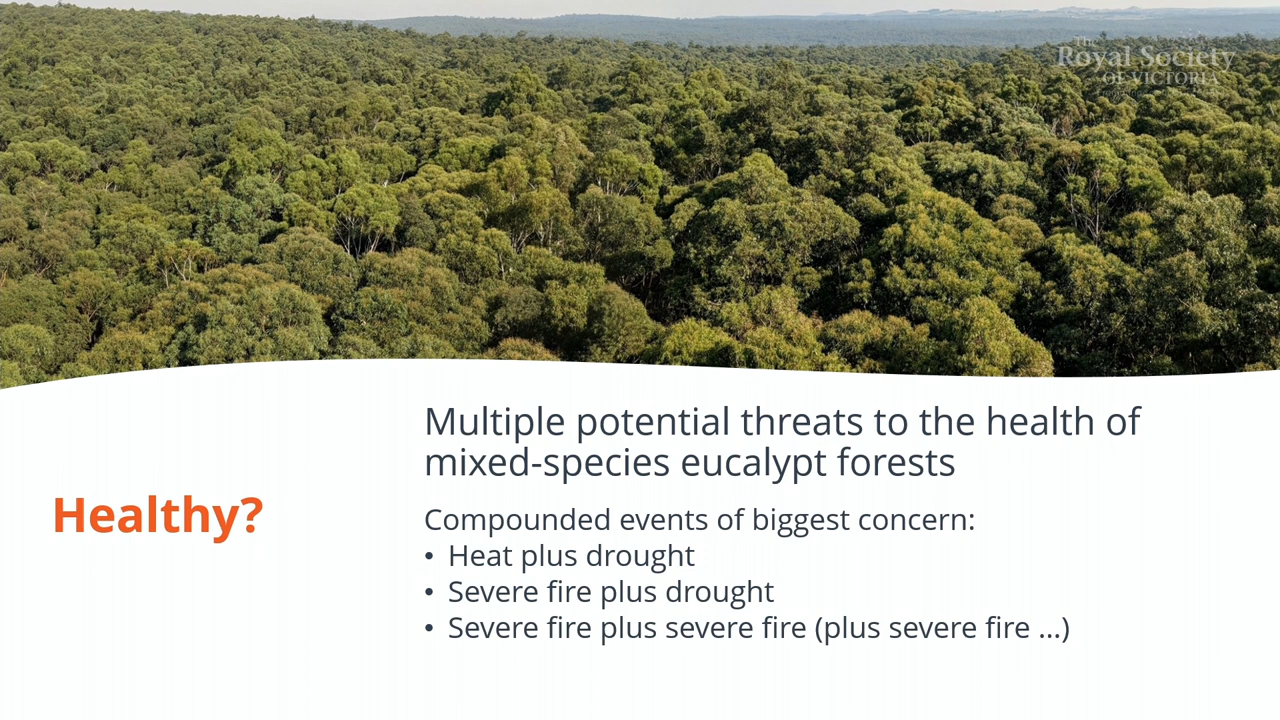 The
Royal Society
OF VICTORIA
Multiple potential threats to the health of
mixed-species eucalypt forests
Healthy?
Compounded events of biggest concern:
• Heat plus drought
• Severe fire plus drought
• Severe fire plus severe fire (plus severe fire ...)